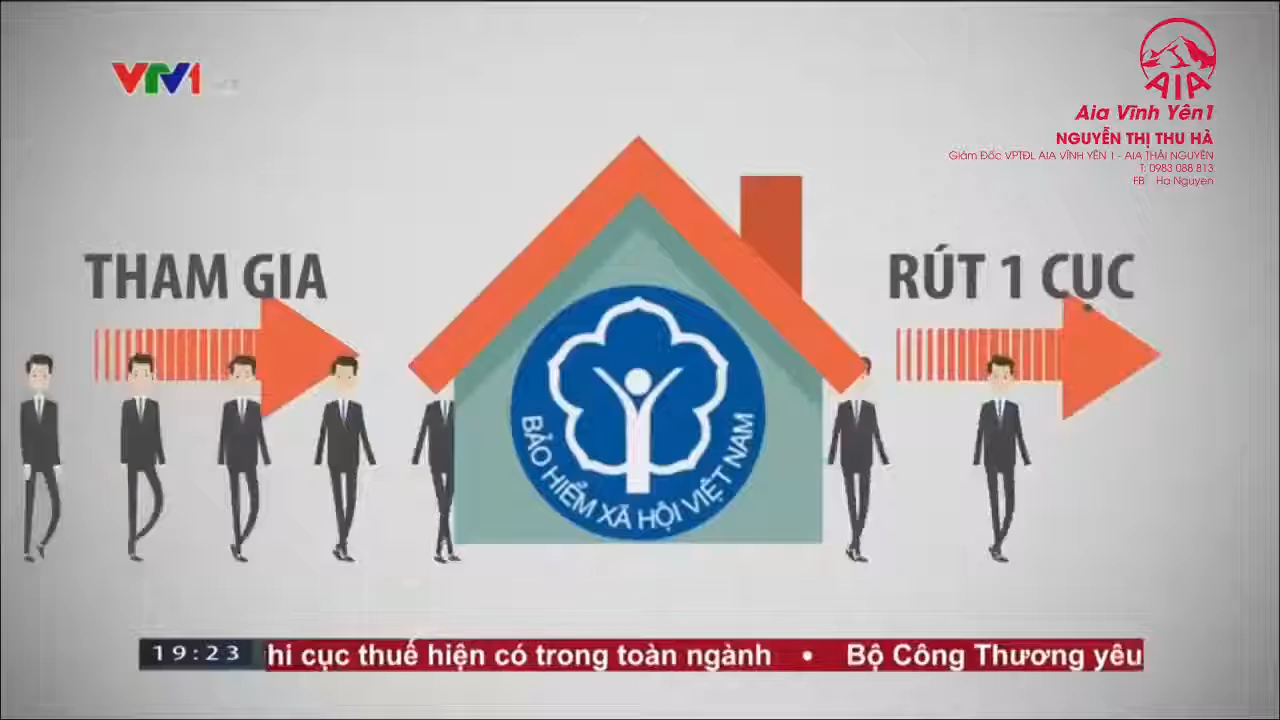 VTV1
AIA
Aia Vĩnh Yên1
NGUYỄN THỊ THU HÀ
Giám Đốc VPTĐL AIA VĨNH YÊN 1 - AIA THÁI NGUYÊN
T: 0983 088 813
FB Ha Nguyen
THAM GIA
RÚT 1 CỤC
BẢO HIỂM XÃ HỘI VIỆT NAM
19:23 hi cục thuế hiện có trong toàn ngành • Bộ Công Thương yêu